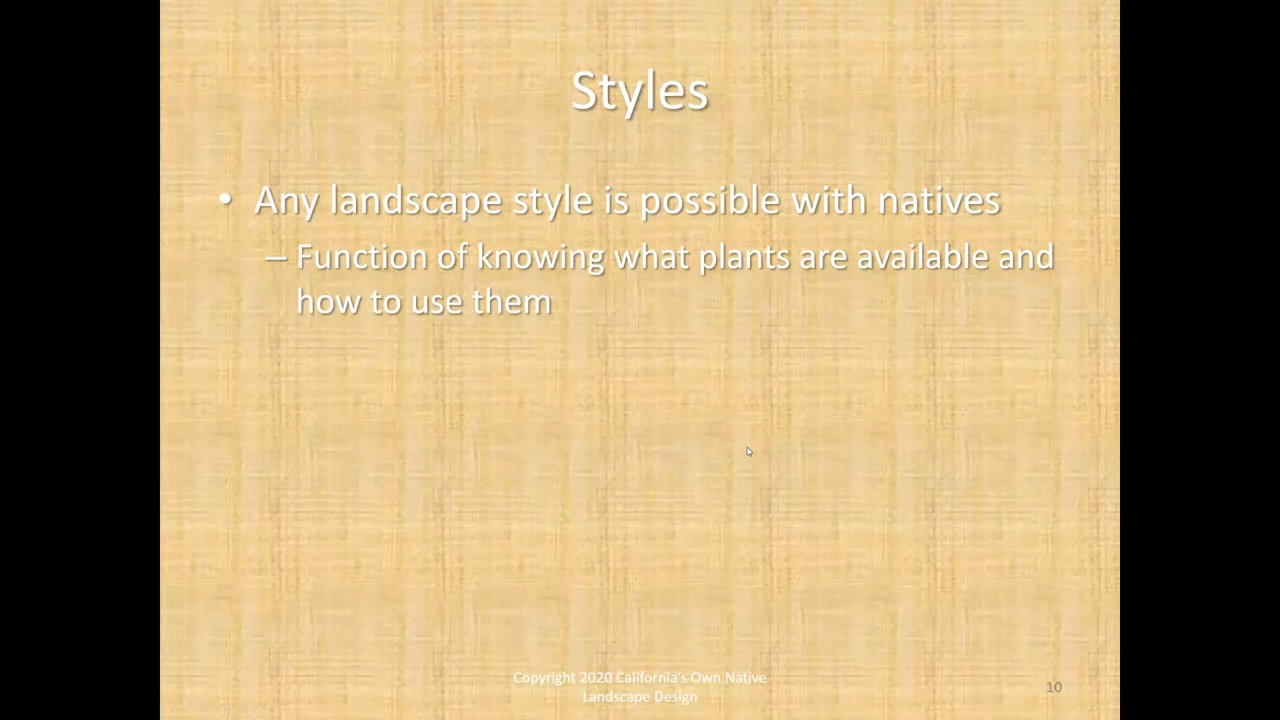 Styles
• Any landscape style is possible with natives
– Function of knowing what plants are available and
how to use them
Copyright 2020 California's Own Native
Landscape Design
10